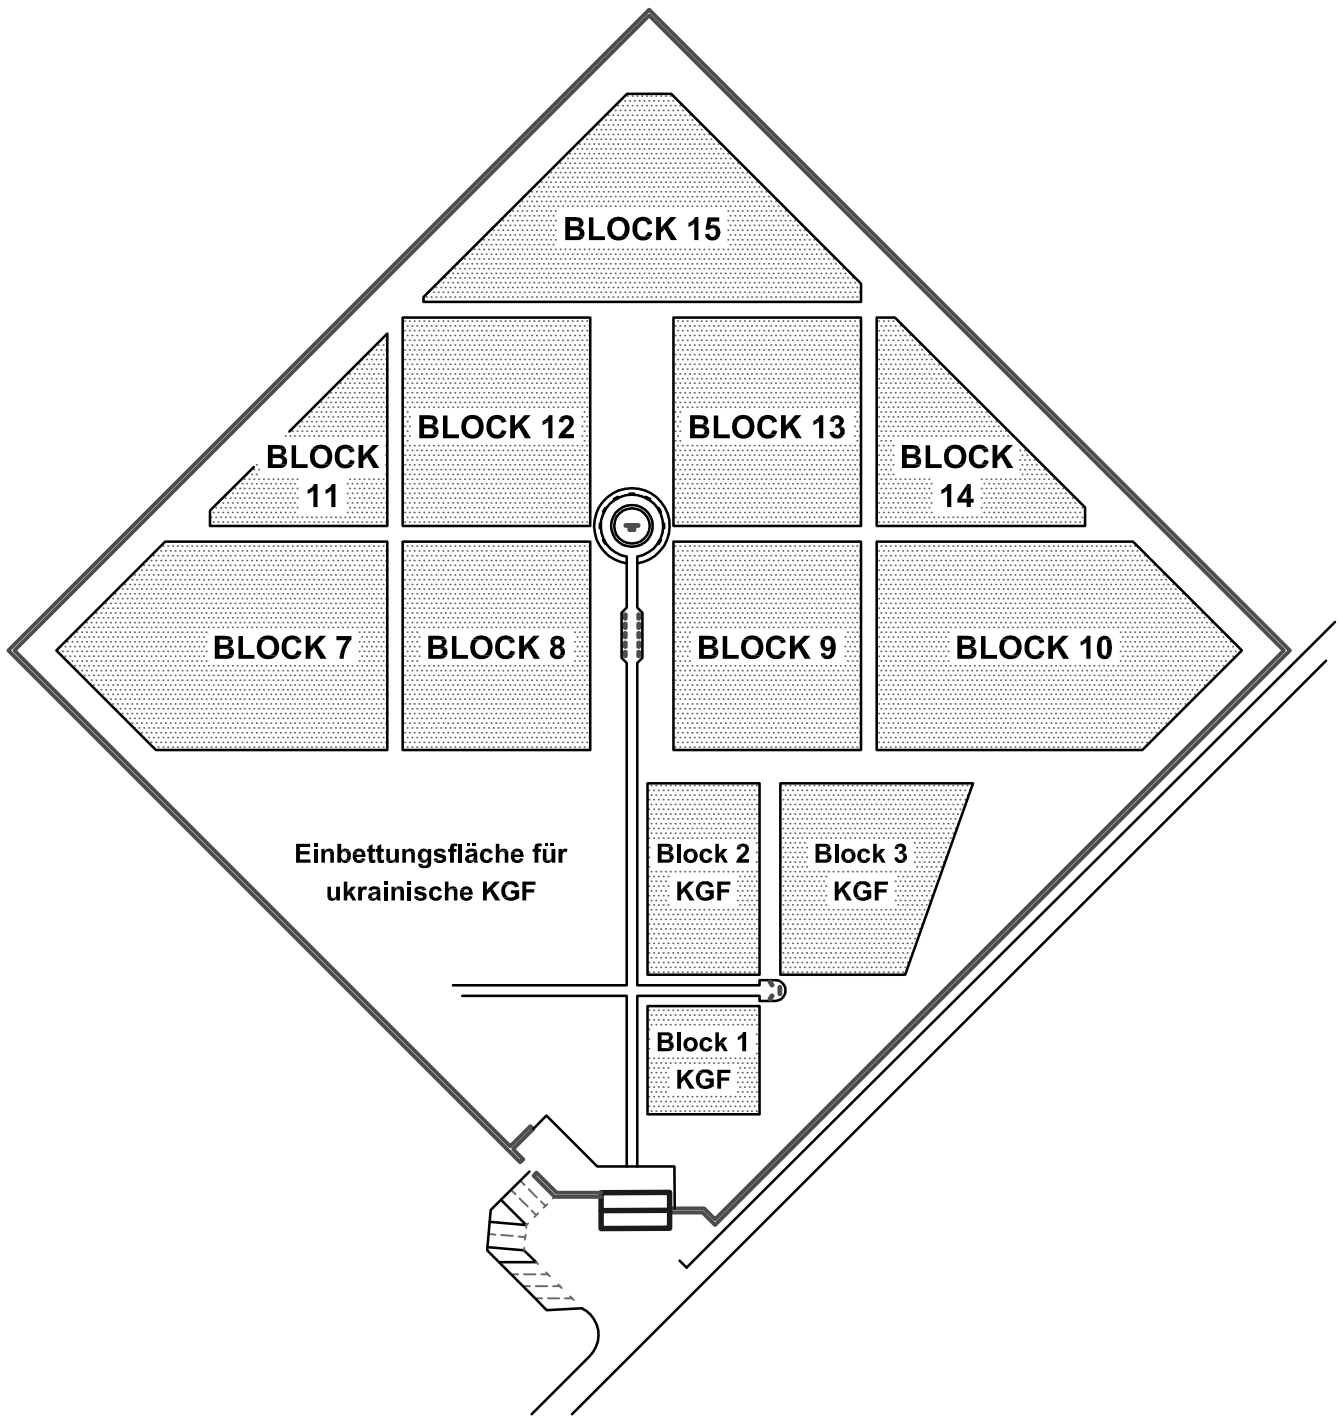 BLOCK 15
BLOCK 12
BLOCK 13
BLOCK
11
BLOCK
14
BLOCK 7
BLOCK 8
BLOCK 9
BLOCK 10
Einbettungsfläche für
ukrainische KGF
Block 2
KGF
Block 3
KGF
Block 1
KGF